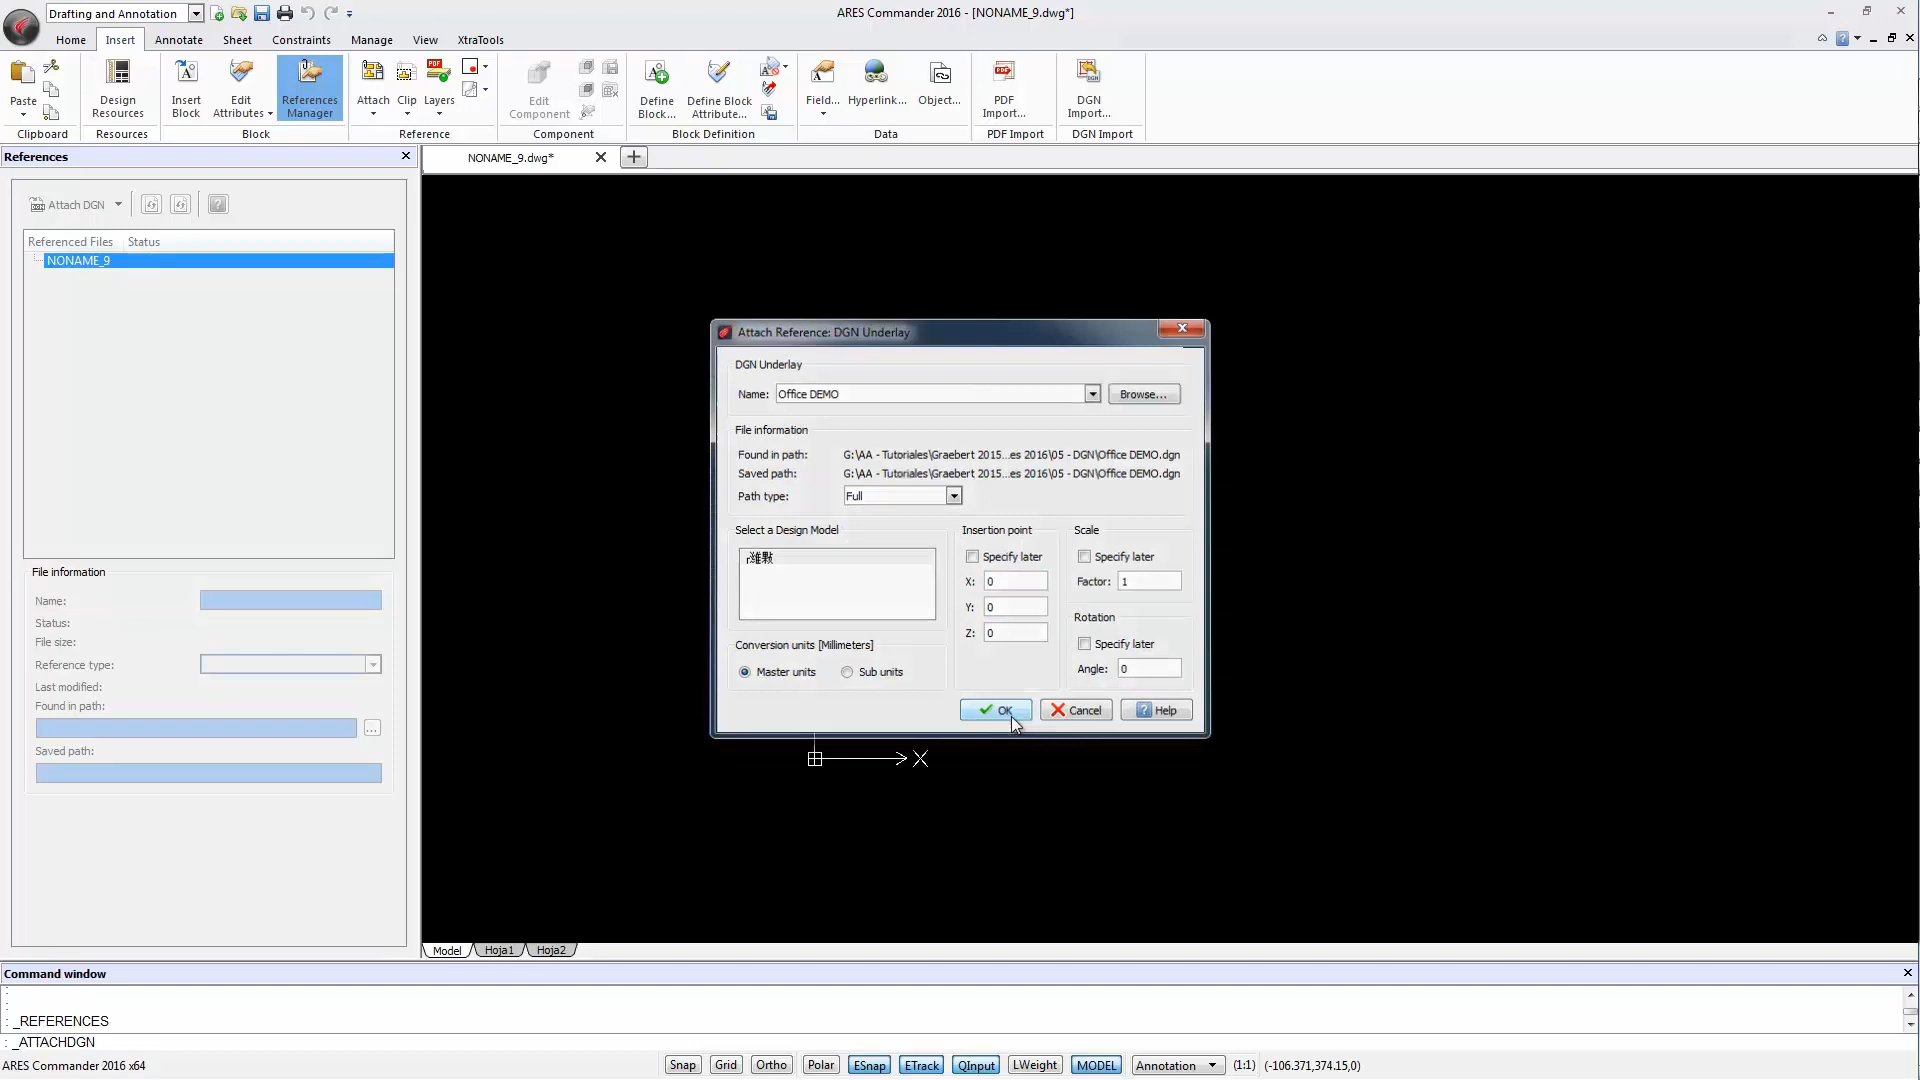 Drafting and Annotation
ARES Commander 2016 - [NONAME_9.dwg*]
Home Insert Annotate Sheet Constraints Manage View XtraTools
Paste
Design Resources
Insert Block
Edit Attributes
References Manager
Attach
Clip
Layers
Edit Component
Define Block...
Define Block Attribute...
Field...
Hyperlink...
Object...
PDF Import...
DGN Import...
Clipboard Resources Block Reference Component Block Definition Data PDF Import DGN Import
References
NONAME_9.dwg*
Attach DGN
Referenced Files Status
NONAME_9
File information
Name:
Status:
File size:
Reference type:
Last modified:
Found in path:
...
Saved path:
Attach Reference: DGN Underlay
DGN Underlay
Name: Office DEMO Browse...
File information
Found in path: G:\AA - Tutoriales\Graebert 2015...es 2016\05 - DGN\Office DEMO.dgn
Saved path: G:\AA - Tutoriales\Graebert 2015...es 2016\05 - DGN\Office DEMO.dgn
Path type: Full
Select a Design Model
Conversion units [Millimeters]
Master units Sub units
Insertion point
Specify later
X: 0
Y: 0
Z: 0
Scale
Specify later
Factor: 1
Rotation
Specify later
Angle: 0
OK Cancel Help
X
Model Hoja1 Hoja2
Command window
:
:
: _REFERENCES
: _ATTACHDGN
ARES Commander 2016 x64
Snap Grid Ortho Polar ESnap ETrack QInput LWeight MODEL Annotation (1:1) (-106.371,374.15,0)